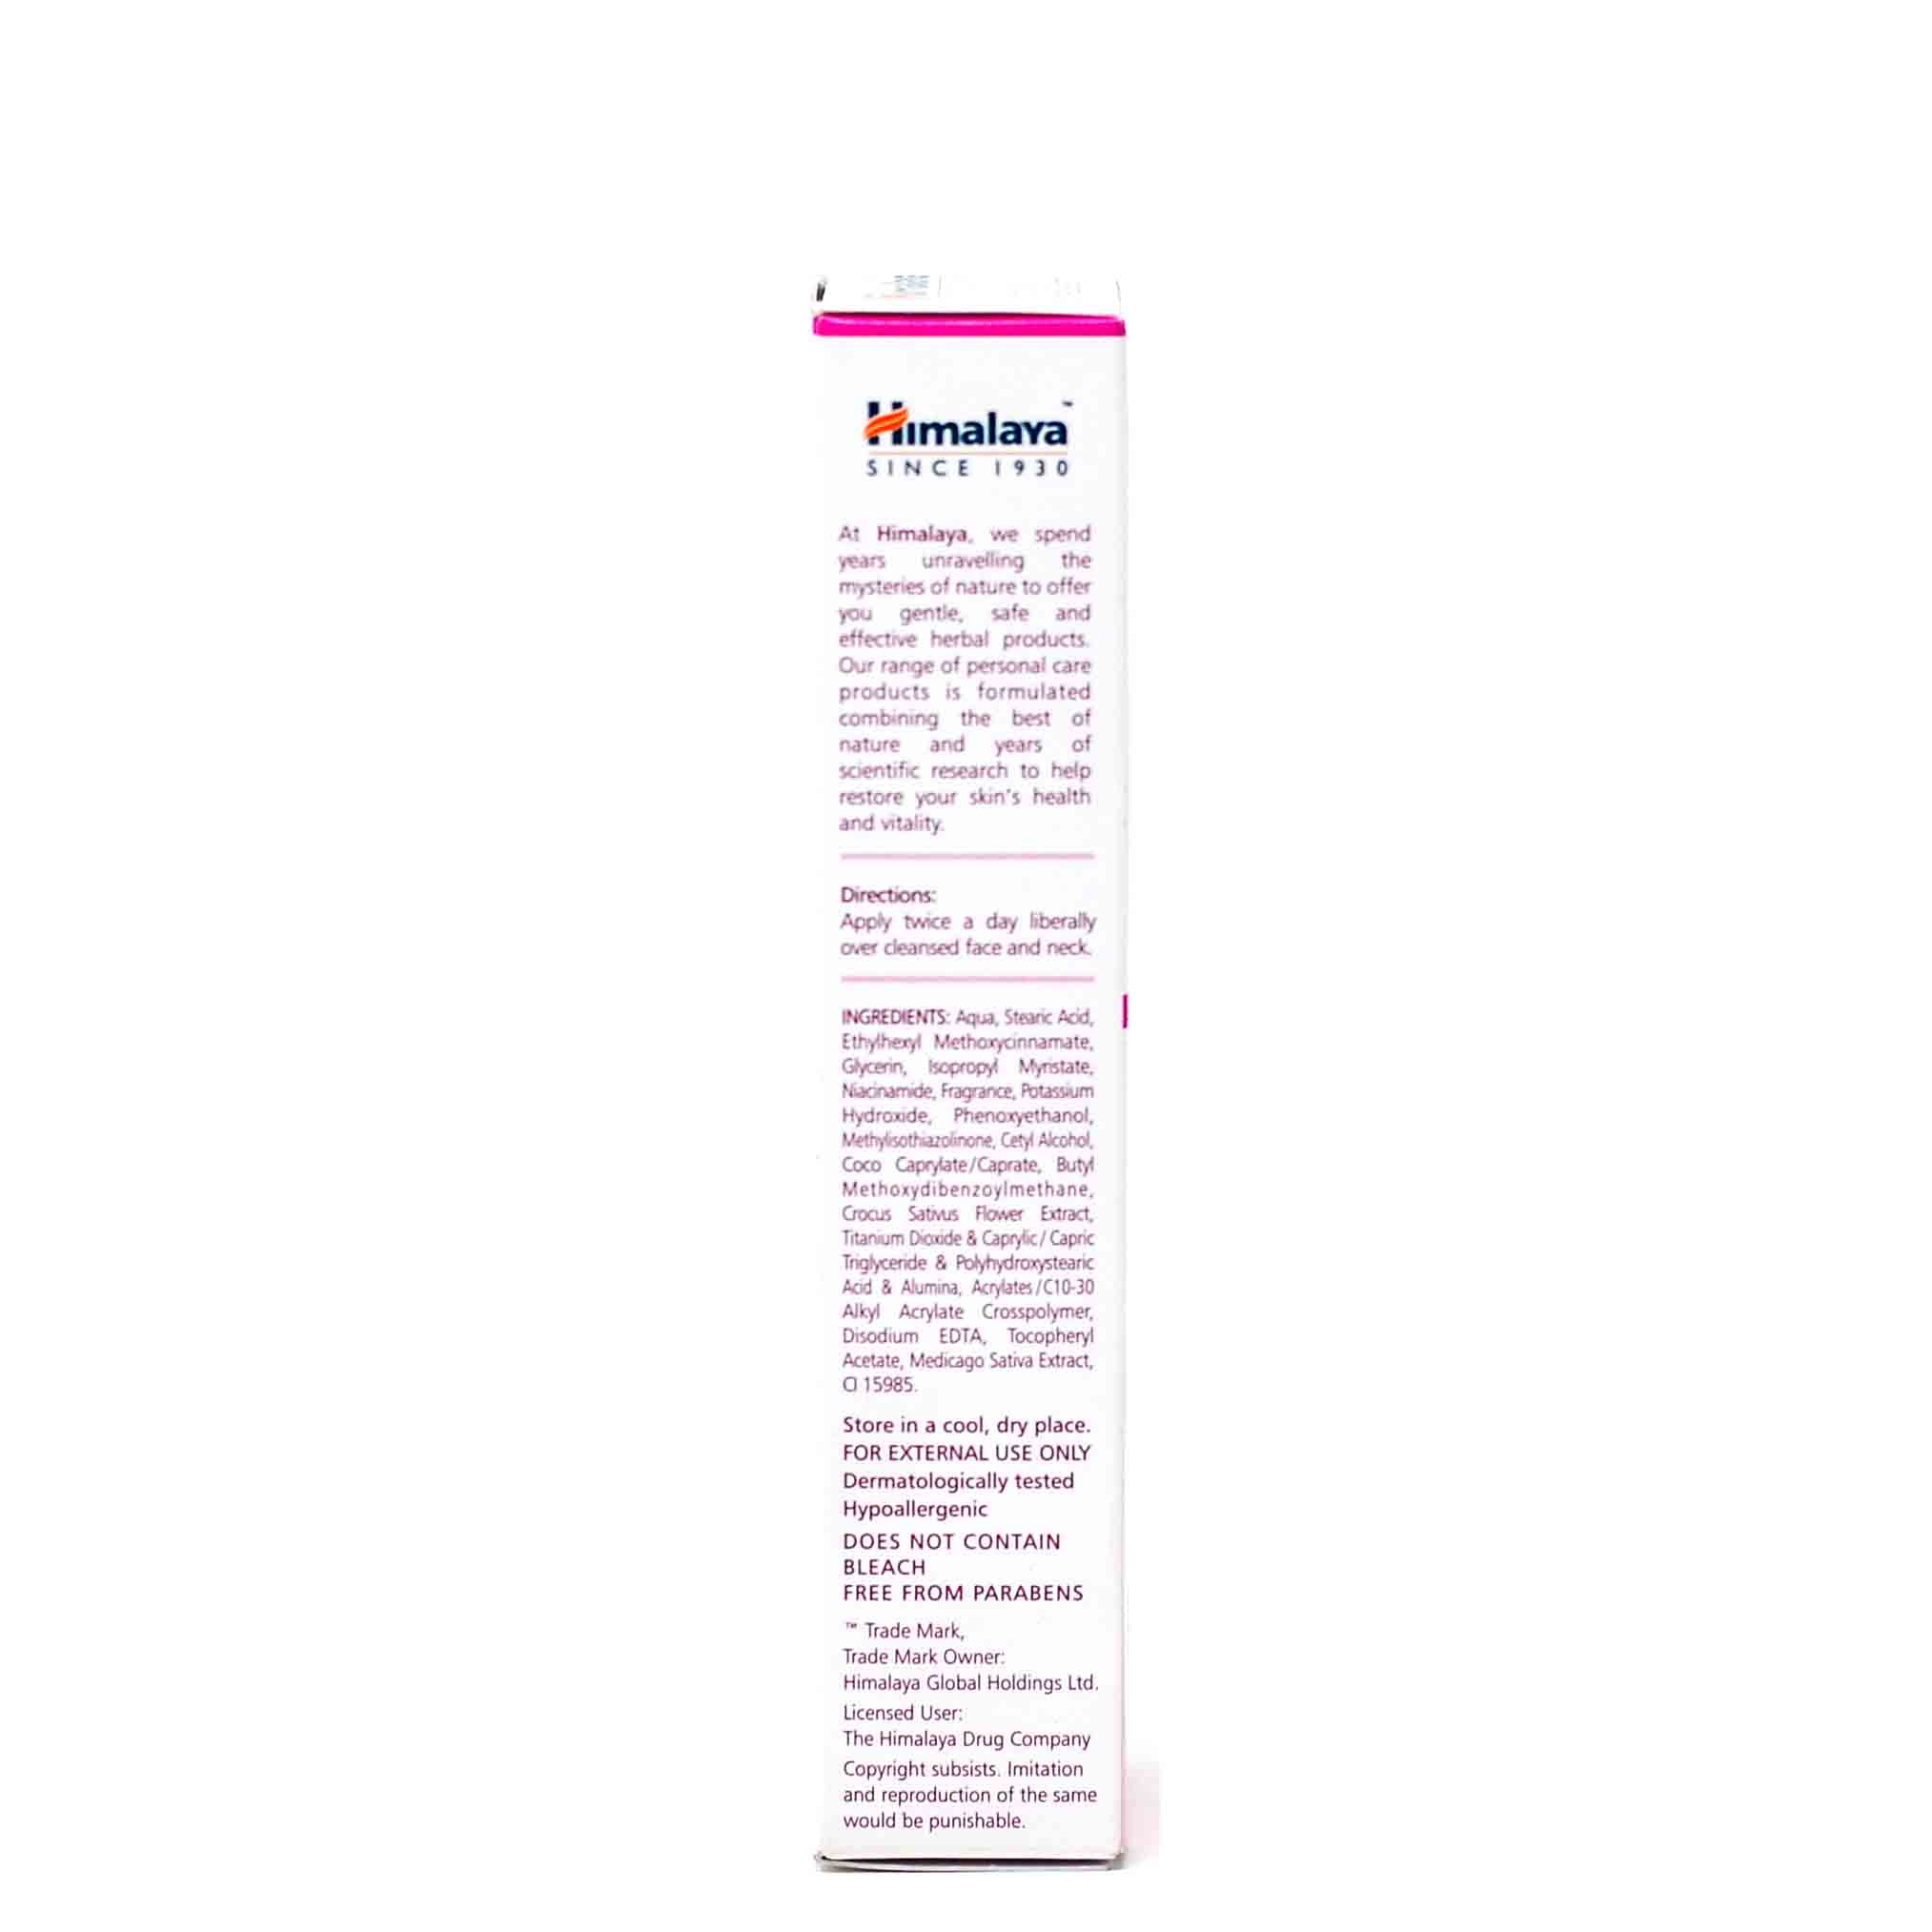 Himalaya™
SINCE 1930
At Himalaya, we spend
years unravelling the
mysteries of nature to offer
you gentle, safe and
effective herbal products.
Our range of personal care
products is formulated
combining the best of
nature and years of
scientific research to help
restore your skin's health
and vitality.
Directions:
Apply twice a day liberally
over cleansed face and neck.
INGREDIENTS: Aqua, Stearic Acid,
Ethylhexyl Methoxycinnamate,
Glycerin, Isopropyl Myristate,
Niacinamide, Fragrance, Potassium
Hydroxide, Phenoxyethanol,
Methylisothiazolinone, Cetyl Alcohol,
Coco Caprylate/Caprate, Butyl
Methoxydibenzoylmethane,
Crocus Sativus Flower Extract,
Titanium Dioxide & Caprylic/ Capric
Triglyceride & Polyhydroxystearic
Acid & Alumina, Acrylates/C10-30
Alkyl Acrylate Crosspolymer,
Disodium EDTA, Tocopheryl
Acetate, Medicago Sativa Extract,
CI 15985.
Store in a cool, dry place.
FOR EXTERNAL USE ONLY
Dermatologically tested
Hypoallergenic
DOES NOT CONTAIN
BLEACH
FREE FROM PARABENS
™ Trade Mark,
Trade Mark Owner:
Himalaya Global Holdings Ltd.
Licensed User:
The Himalaya Drug Company
Copyright subsists. Imitation
and reproduction of the same
would be punishable.